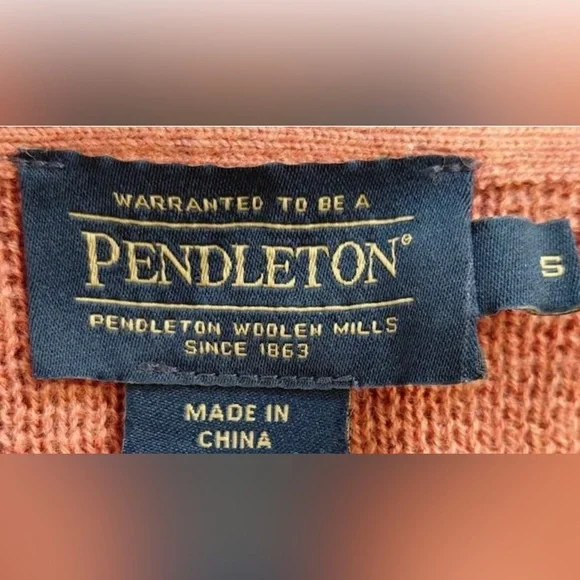 WARRANTED TO BE A
PENDLETON®
PENDLETON WOOLEN MILLS
SINCE 1863
S
MADE IN
CHINA